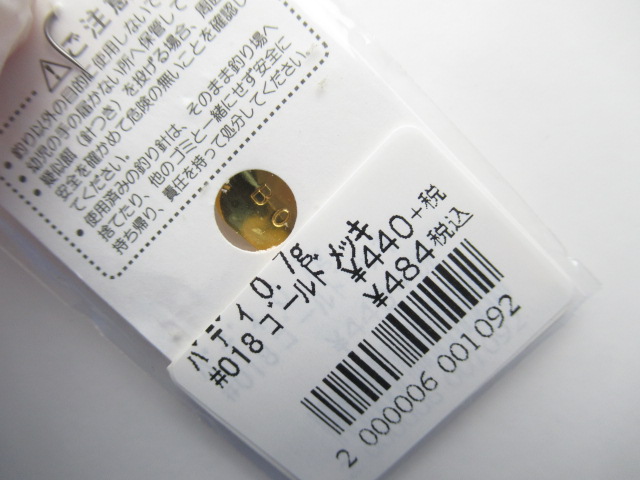 ⚠ご注意
・釣り以外の目的に使用しないで
・幼児の手の届かない所へ保管して
・疑似餌（針つき）を投げる場合、周囲
安全を確かめて危険の無いことを確認し
てください。
・使用済みの釣り針は、そのまま釣り場へ
捨てたり、他のゴミと一緒にせず安全に
持ち帰り、責任を持って処分してください。
ハディ 0.7g
#018 ゴールドメッキ
¥440+税
¥484税込
2 000006 001092